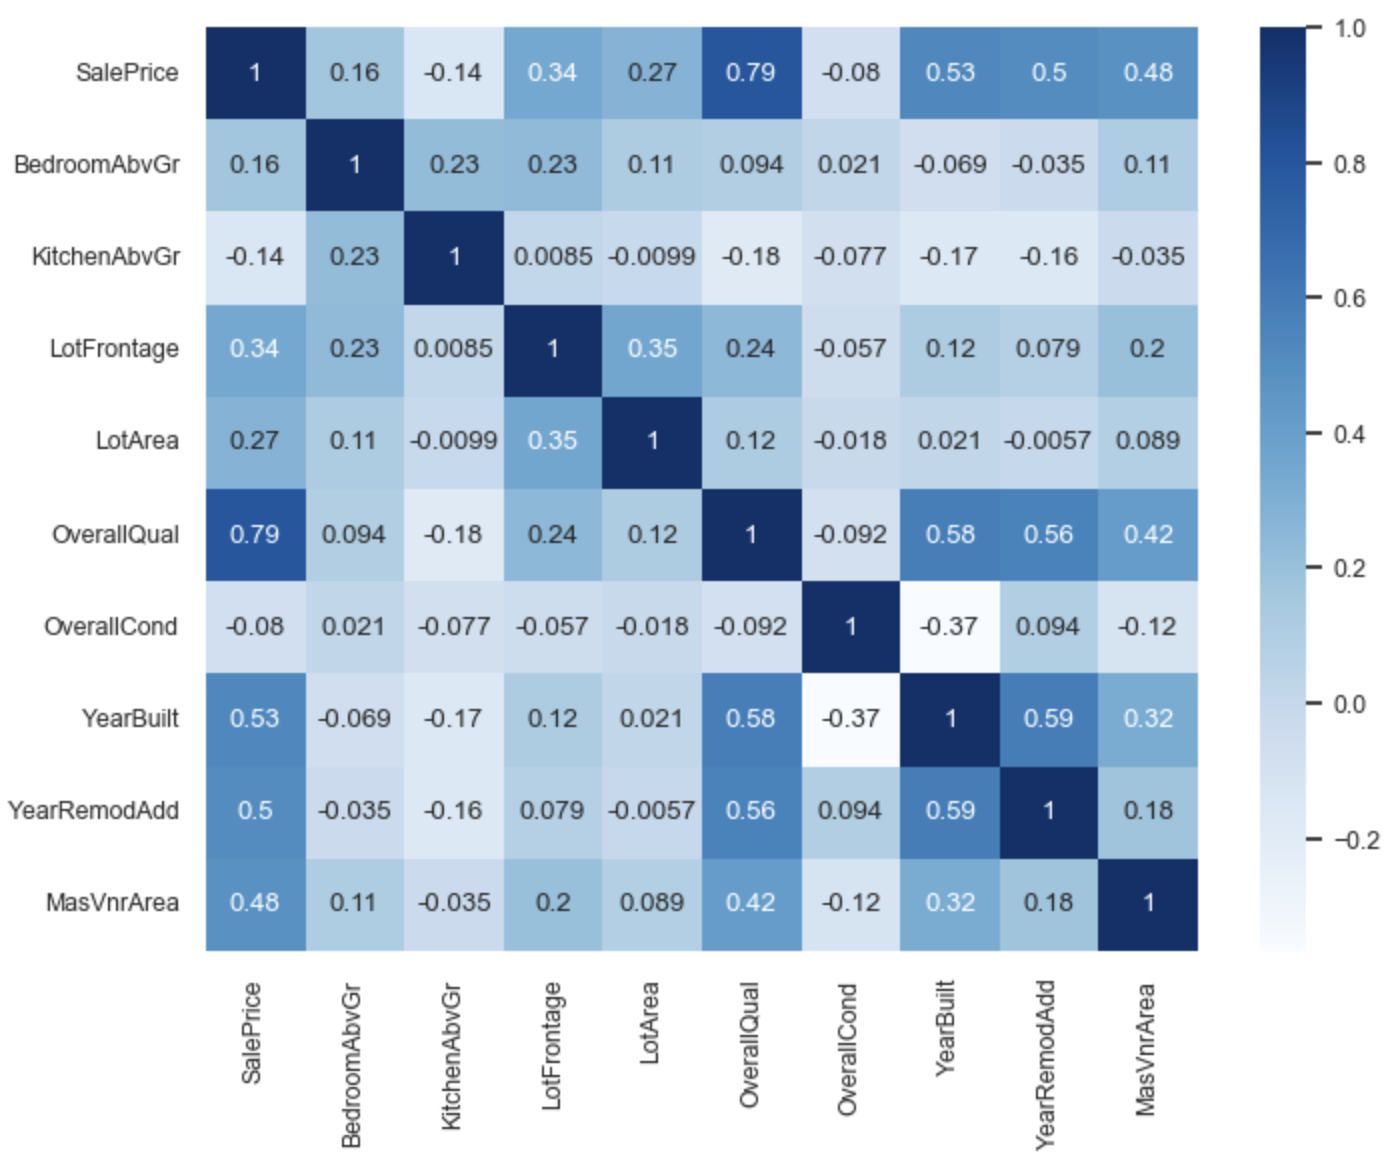 SalePrice 1 0.16 -0.14 0.34 0.27 0.79 -0.08 0.53 0.5 0.48
BedroomAbvGr 0.16 1 0.23 0.23 0.11 0.094 0.021 -0.069 -0.035 0.11
KitchenAbvGr -0.14 0.23 1 0.0085 -0.0099 -0.18 -0.077 -0.17 -0.16 -0.035
LotFrontage 0.34 0.23 0.0085 1 0.35 0.24 -0.057 0.12 0.079 0.2
LotArea 0.27 0.11 -0.0099 0.35 1 0.12 -0.018 0.021 -0.0057 0.089
OverallQual 0.79 0.094 -0.18 0.24 0.12 1 -0.092 0.58 0.56 0.42
OverallCond -0.08 0.021 -0.077 -0.057 -0.018 -0.092 1 -0.37 0.094 -0.12
YearBuilt 0.53 -0.069 -0.17 0.12 0.021 0.58 -0.37 1 0.59 0.32
YearRemodAdd 0.5 -0.035 -0.16 0.079 -0.0057 0.56 0.094 0.59 1 0.18
MasVnrArea 0.48 0.11 -0.035 0.2 0.089 0.42 -0.12 0.32 0.18 1
SalePrice
BedroomAbvGr
KitchenAbvGr
LotFrontage
LotArea
OverallQual
OverallCond
YearBuilt
YearRemodAdd
MasVnrArea
1.0
0.8
0.6
0.4
0.2
0.0
−0.2